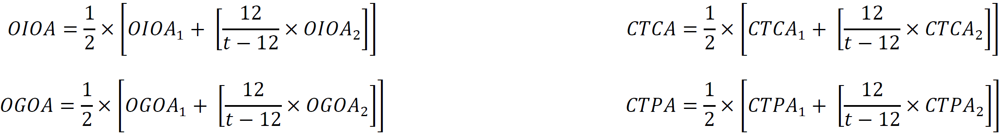 OIOA = 1/2 × [OIOA₁ + [12/(t − 12) × OIOA₂]]
CTCA = 1/2 × [CTCA₁ + [12/(t − 12) × CTCA₂]]
OGOA = 1/2 × [OGOA₁ + [12/(t − 12) × OGOA₂]]
CTPA = 1/2 × [CTPA₁ + [12/(t − 12) × CTPA₂]]